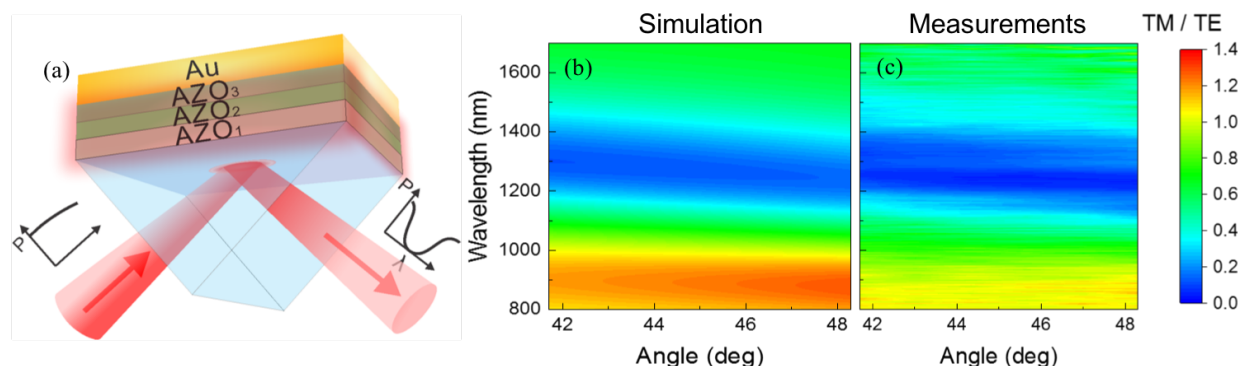 (a)
Au
AZO₃
AZO₂
AZO₁
P
P
λ
Simulation
(b)
Wavelength (nm)
1600
1400
1200
1000
800
42 44 46 48
Angle (deg)
Measurements
(c)
42 44 46 48
Angle (deg)
TM / TE
1.4
1.2
1.0
0.8
0.6
0.4
0.2
0.0